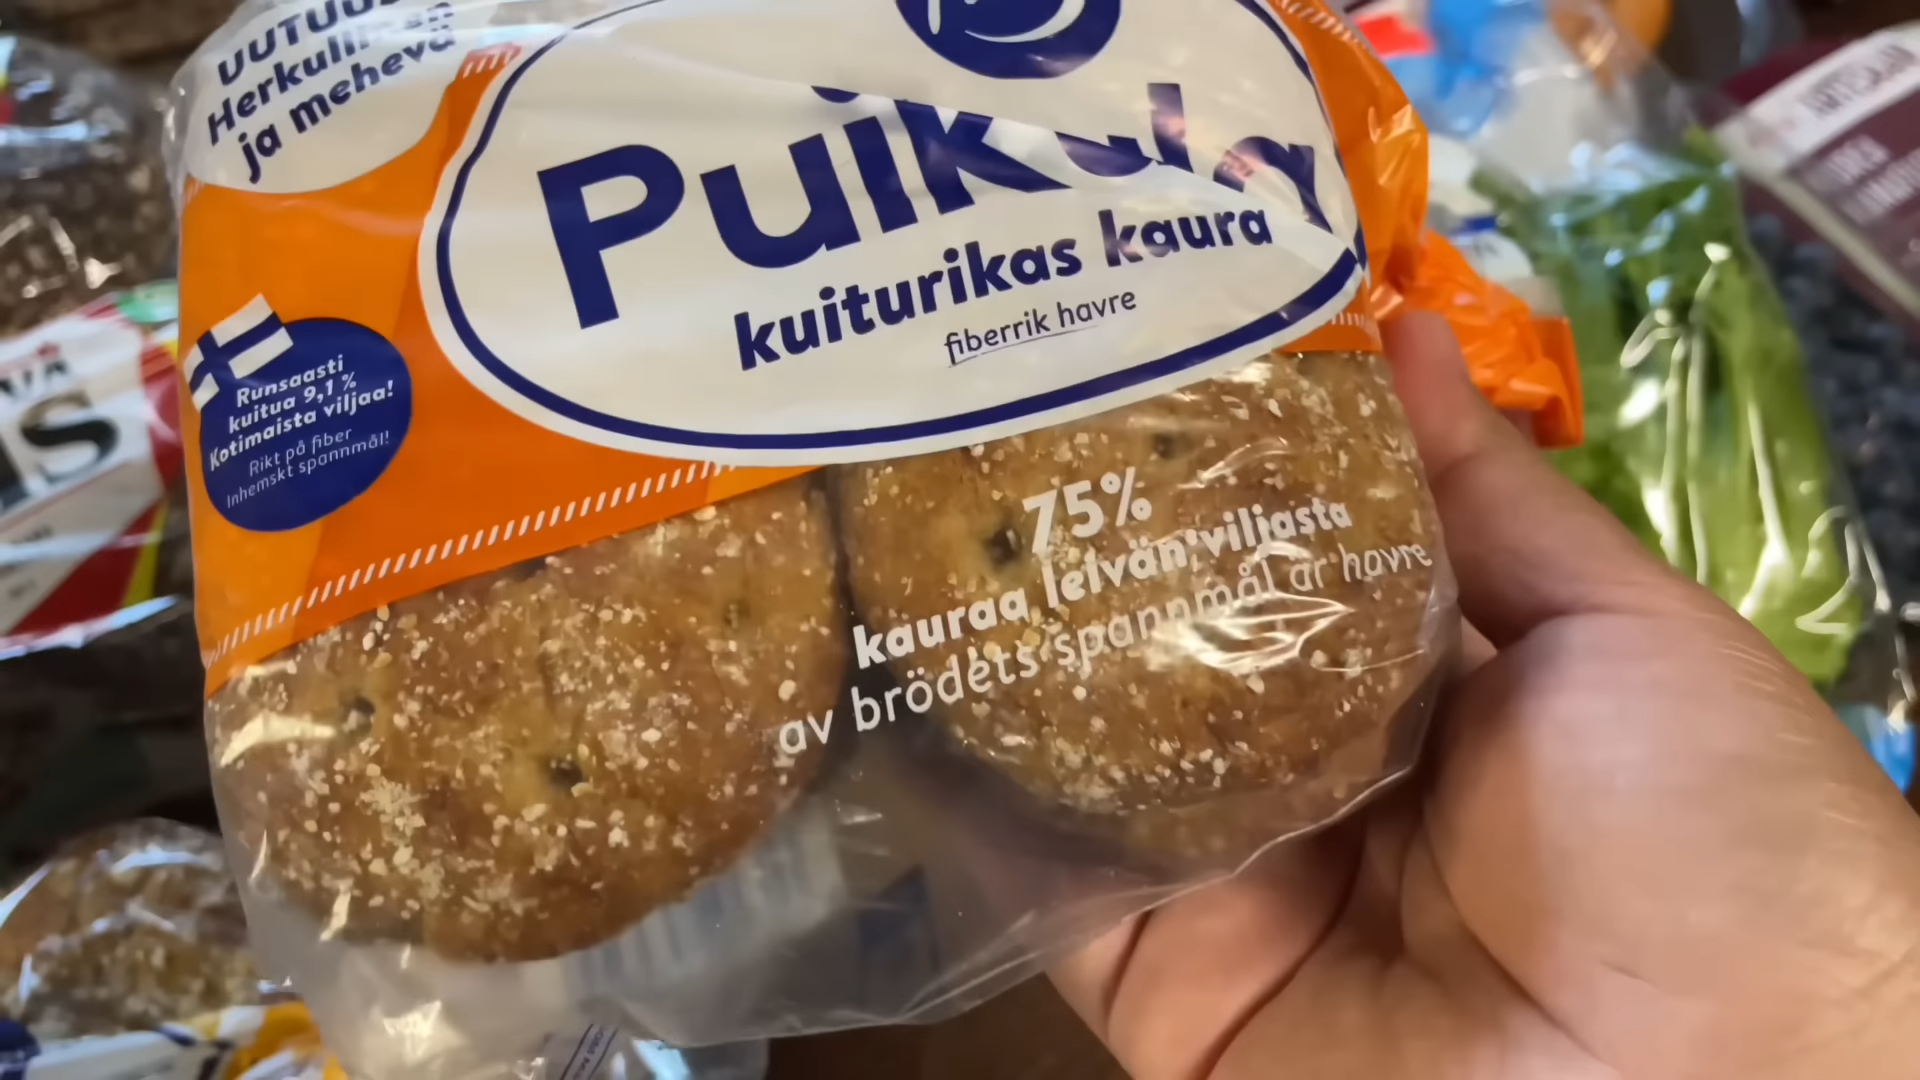 UUTUUS
Herkullinen
ja mehevä
Puikula
kuiturikas kaura
fiberrik havre
Runsaasti
kuitua 9,1 %
Kotimaista viljaa!
Rikt på fiber
Inhemskt spannmål!
75%
kauraa leivän viljasta
av brödets spannmål är havre
S